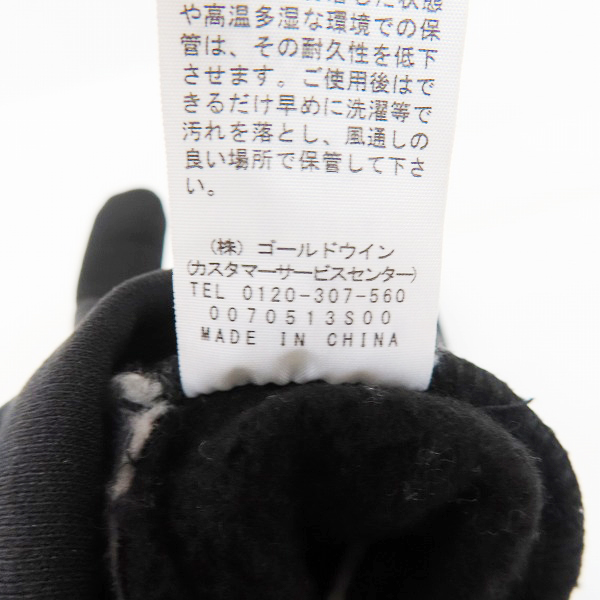 や高温多湿な環境での保
管は、その耐久性を低下
させます。ご使用後はで
きるだけ早めに洗濯等で
汚れを落とし、風通しの
良い場所で保管して下さ
い。
(株) ゴールドウイン
(カスタマーサービスセンター)
TEL 0120-307-560
0070513S00
MADE IN CHINA